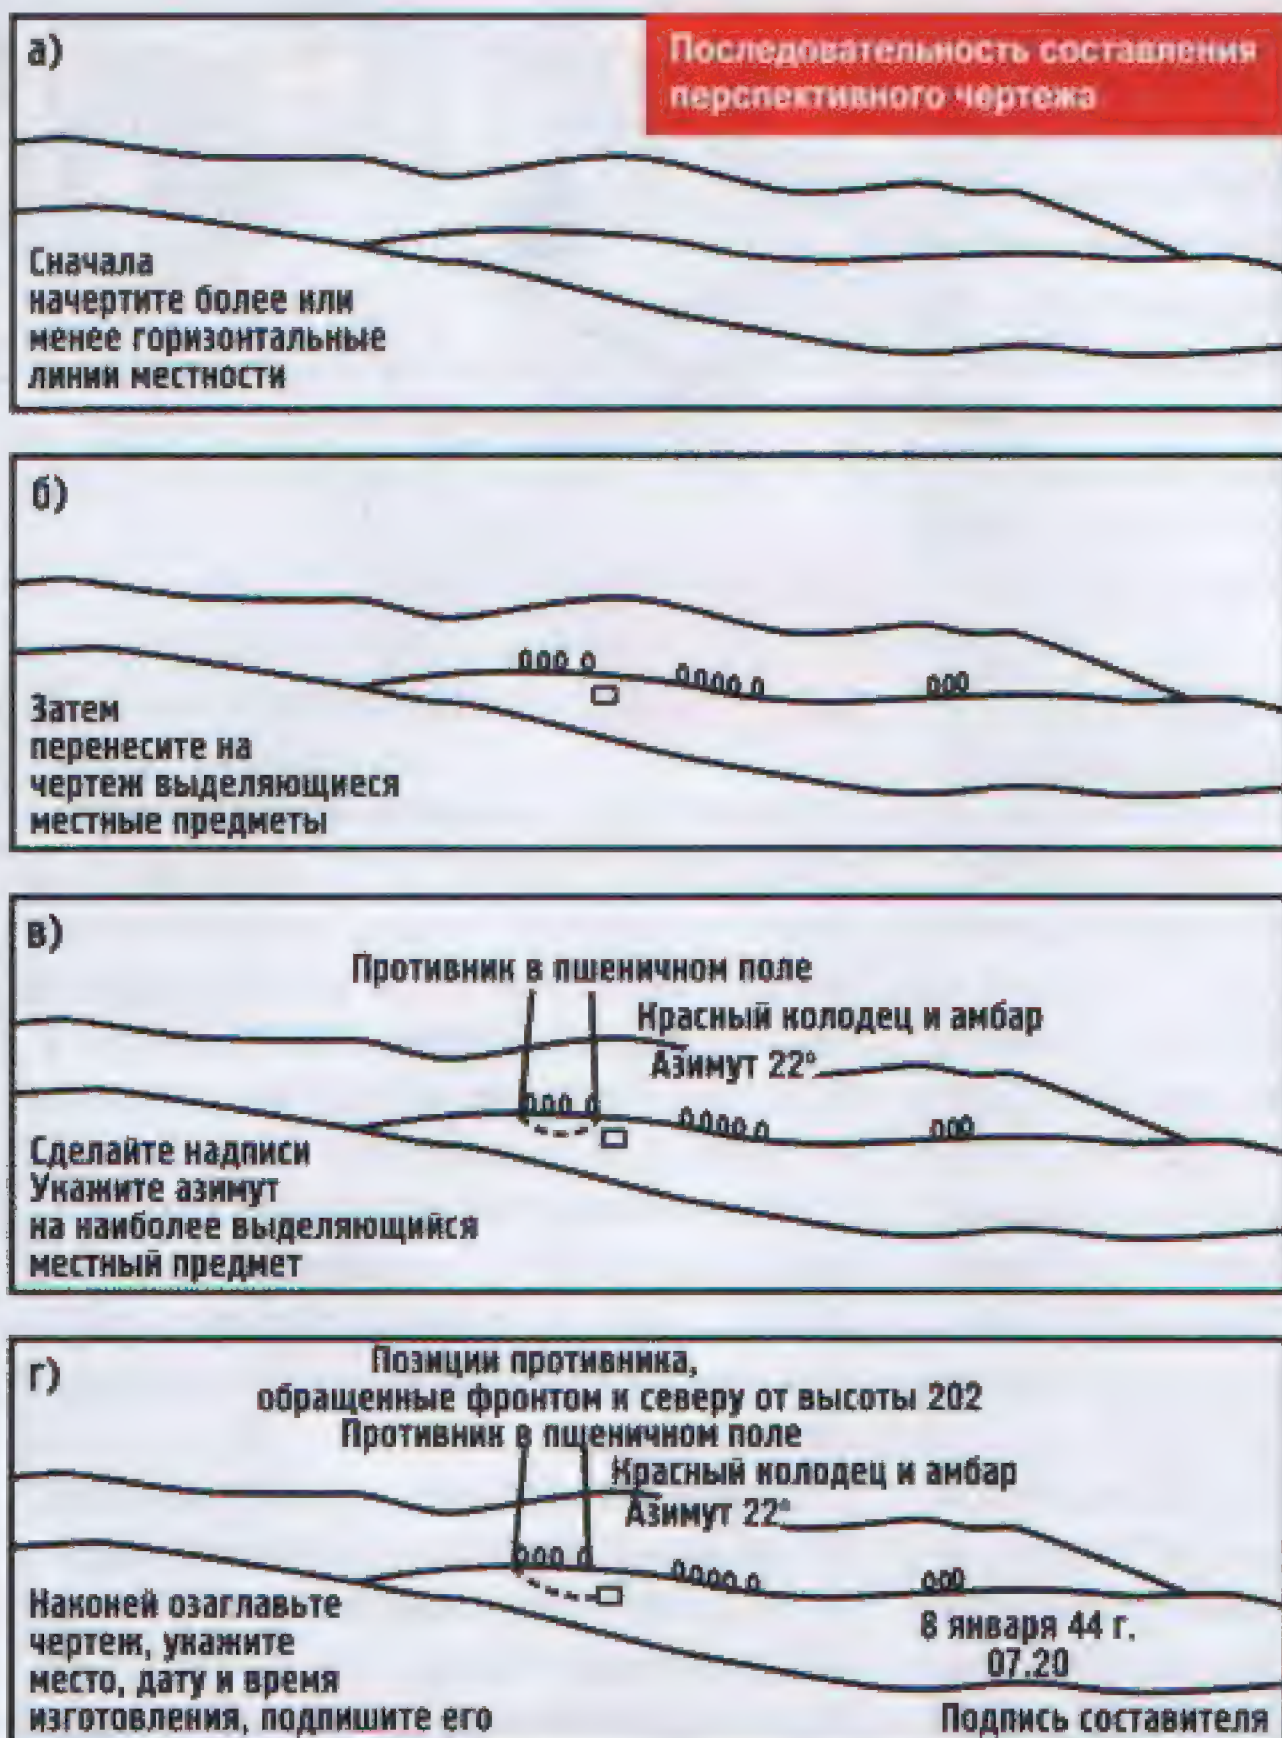 а)
Последовательность составления
перспективного чертежа
Сначала
начертите более или
менее горизонтальные
линии местности
б)
Затем
перенесите на
чертеж выделяющиеся
местные предметы
в)
Противник в пшеничном поле
Красный колодец и амбар
Азимут 22°
Сделайте надписи
Укажите азимут
на наиболее выделяющийся
местный предмет
г)
Позиции противника,
обращенные фронтом к северу от высоты 202
Противник в пшеничном поле
Красный колодец и амбар
Азимут 22°
Наконей озаглавьте
чертеж, укажите
место, дату и время
изготовления, подпишите его
8 января 44 г.
07.20
Подпись составителя